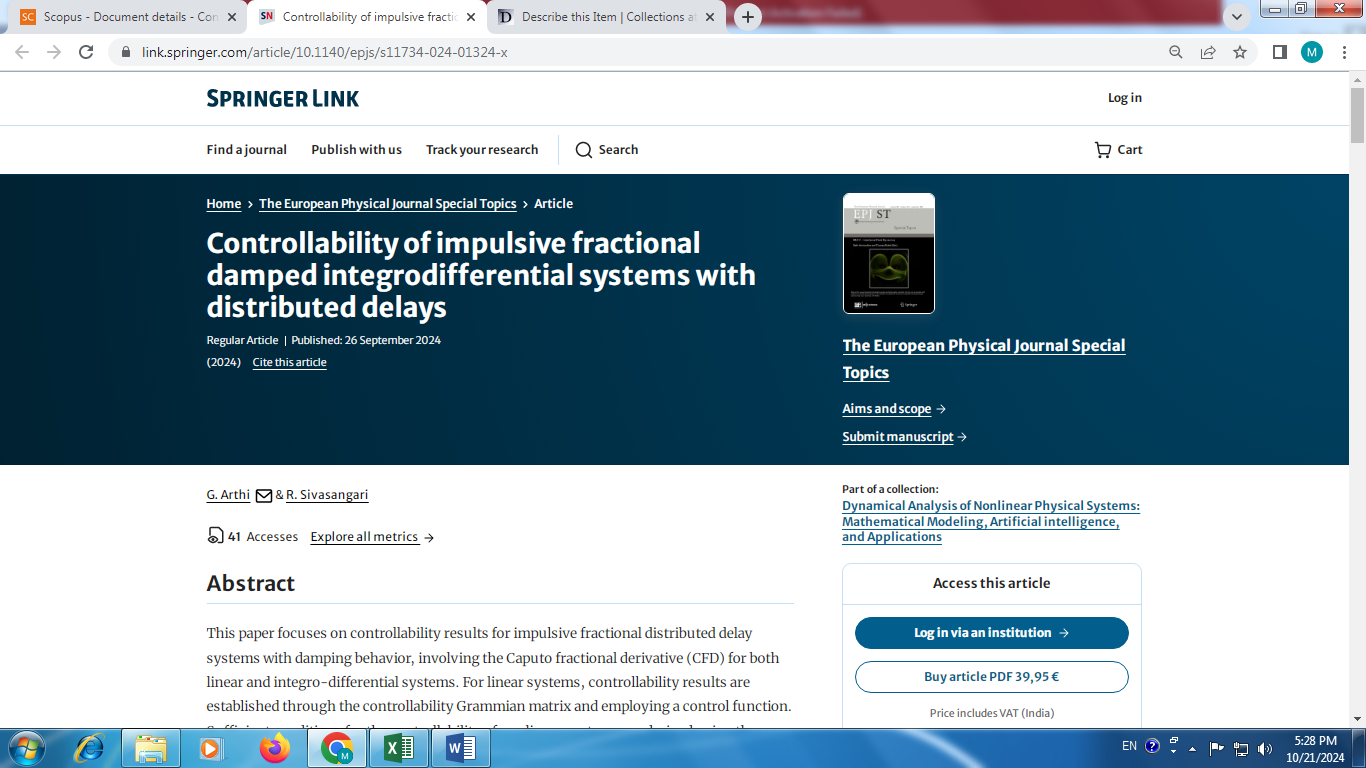 Scopus - Document details - Con
Controllability of impulsive fractio
Describe this Item | Collections at
link.springer.com/article/10.1140/epjs/s11734-024-01324-x
M
SPRINGER LINK
Log in
Find a journal
Publish with us
Track your research
Search
Cart
Home > The European Physical Journal Special Topics > Article
Controllability of impulsive fractional
damped integrodifferential systems with
distributed delays
Regular Article | Published: 26 September 2024
(2024) Cite this article
EPJ ST
The European Physical Journal Special
Topics
Aims and scope →
Submit manuscript →
G. Arthi & R. Sivasangari
41 Accesses Explore all metrics →
Abstract
This paper focuses on controllability results for impulsive fractional distributed delay
systems with damping behavior, involving the Caputo fractional derivative (CFD) for both
linear and integro-differential systems. For linear systems, controllability results are
established through the controllability Grammian matrix and employing a control function.
Part of a collection:
Dynamical Analysis of Nonlinear Physical Systems:
Mathematical Modeling, Artificial intelligence,
and Applications
Access this article
Log in via an institution →
Buy article PDF 39,95 €
Price includes VAT (India)
EN
5:28 PM
10/21/2024